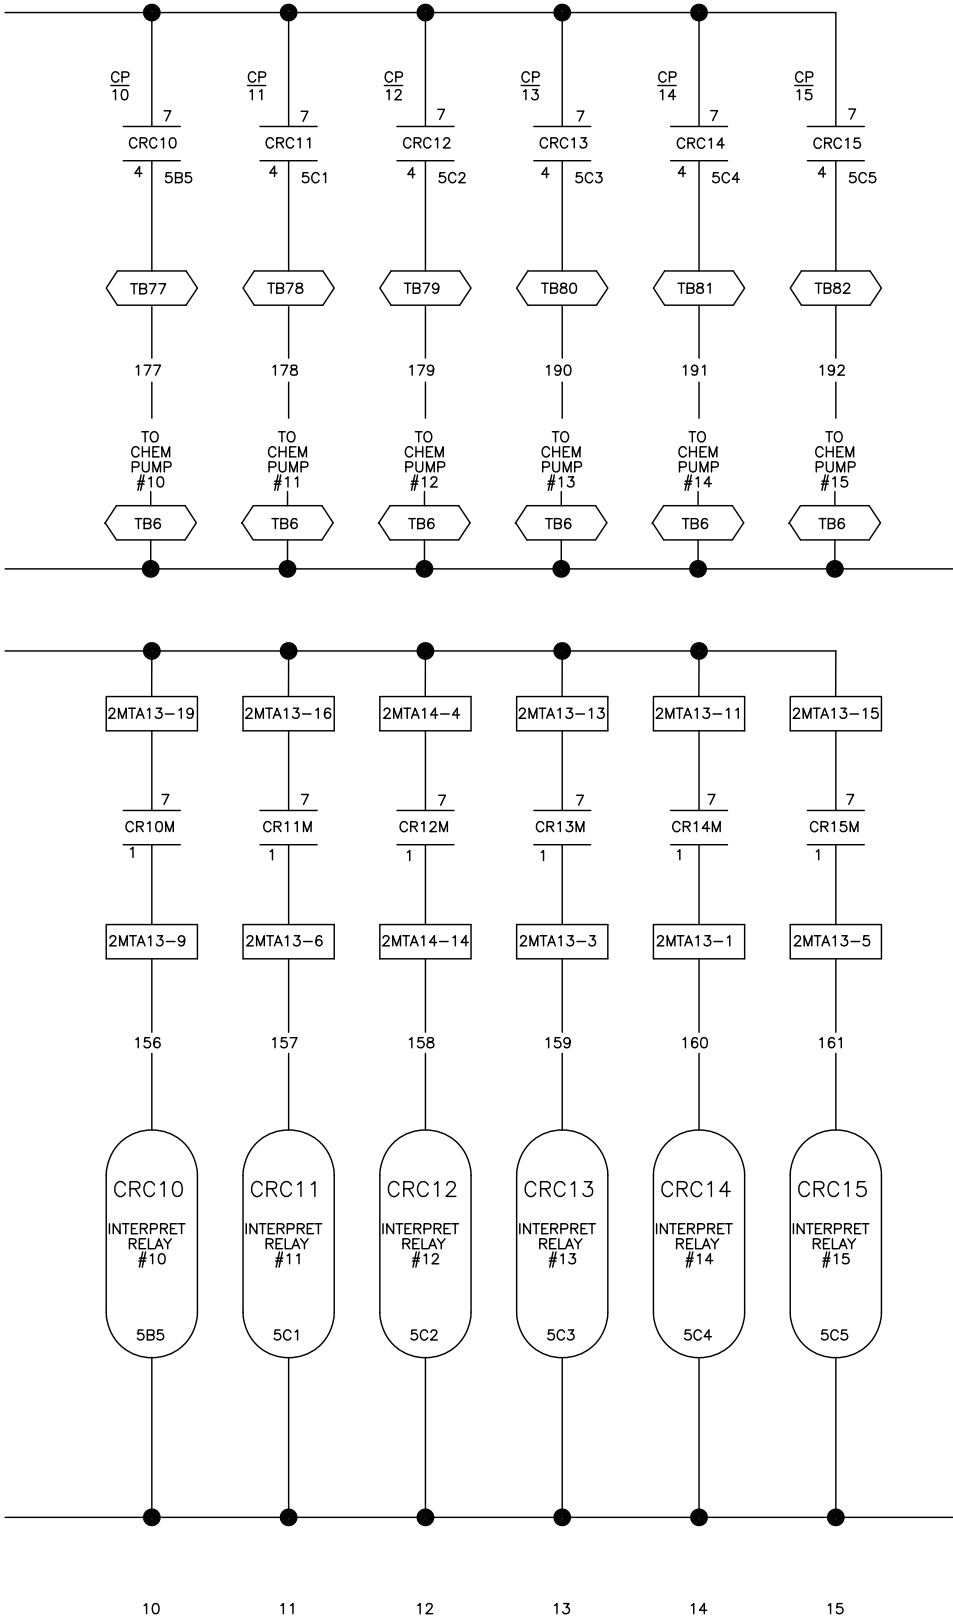 CP CP CP CP CP CP
10 11 12 13 14 15
7 7 7 7 7 7
CRC10 CRC11 CRC12 CRC13 CRC14 CRC15
4 5B5 4 5C1 4 5C2 4 5C3 4 5C4 4 5C5
TB77 TB78 TB79 TB80 TB81 TB82
177 178 179 190 191 192
TO TO TO TO TO TO
CHEM CHEM CHEM CHEM CHEM CHEM
PUMP PUMP PUMP PUMP PUMP PUMP
#10 #11 #12 #13 #14 #15
TB6 TB6 TB6 TB6 TB6 TB6
2MTA13-19 2MTA13-16 2MTA14-4 2MTA13-13 2MTA13-11 2MTA13-15
7 7 7 7 7 7
CR10M CR11M CR12M CR13M CR14M CR15M
1 1 1 1 1 1
2MTA13-9 2MTA13-6 2MTA14-14 2MTA13-3 2MTA13-1 2MTA13-5
156 157 158 159 160 161
CRC10 CRC11 CRC12 CRC13 CRC14 CRC15
INTERPRET INTERPRET INTERPRET INTERPRET INTERPRET INTERPRET
RELAY RELAY RELAY RELAY RELAY RELAY
#10 #11 #12 #13 #14 #15
5B5 5C1 5C2 5C3 5C4 5C5
10 11 12 13 14 15